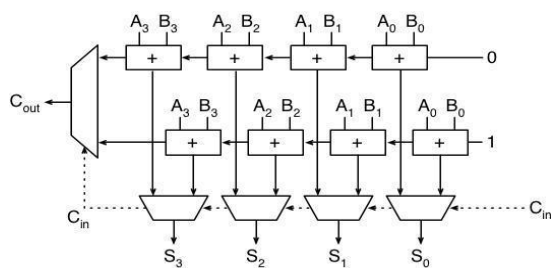 A3 B3 A2 B2 A1 B1 A0 B0
+ + + + 0
Cout
A3 B3 A2 B2 A1 B1 A0 B0
+ + + + 1
Cin Cin
S3 S2 S1 S0